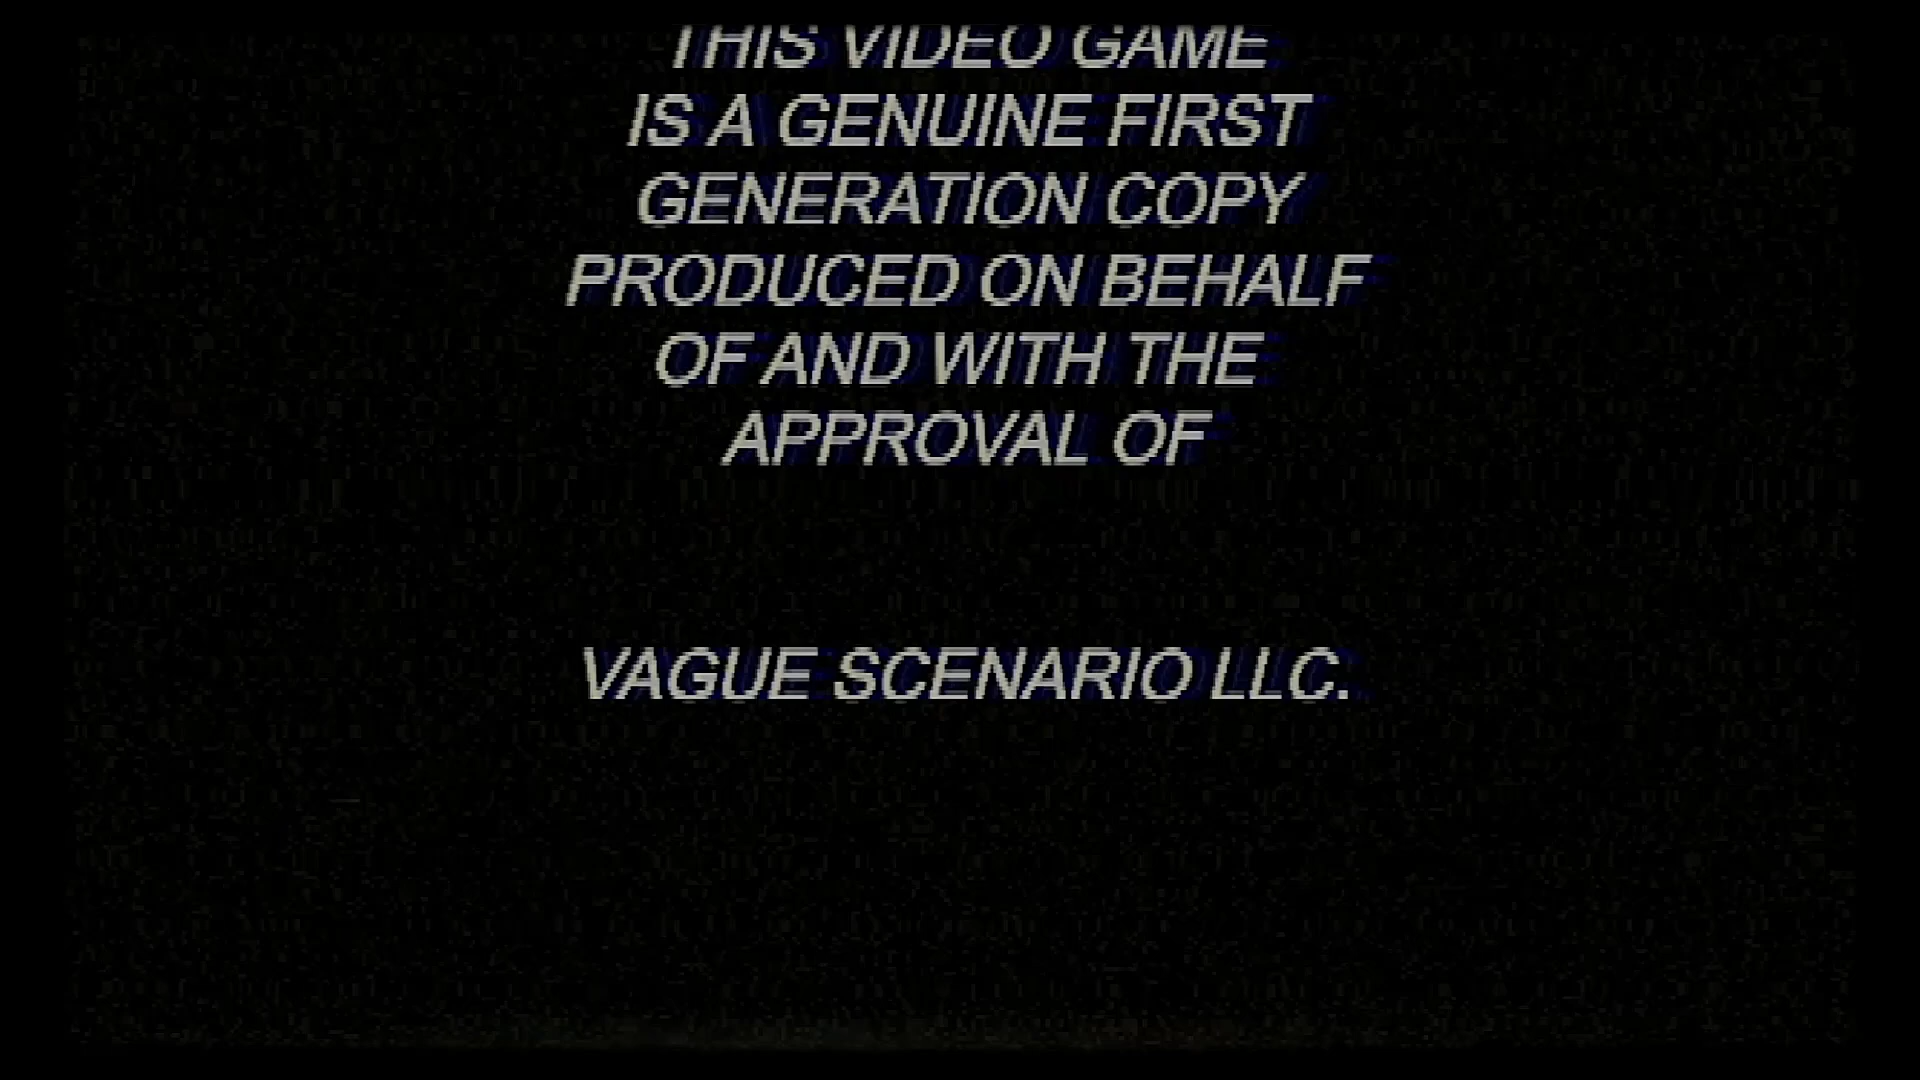 THIS VIDEO GAME
IS A GENUINE FIRST
GENERATION COPY
PRODUCED ON BEHALF
OF AND WITH THE
APPROVAL OF
VAGUE SCENARIO LLC.